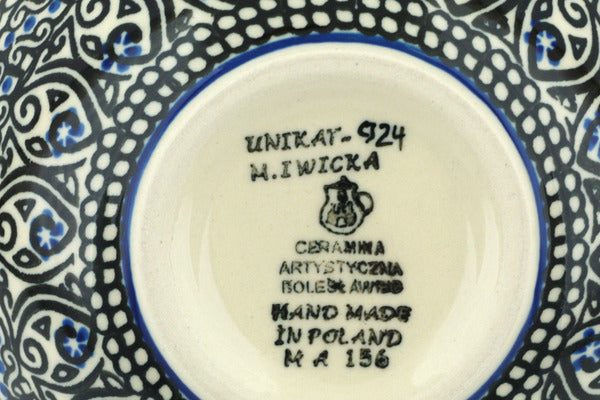 UNIKAT-924
M.IWICKA
CERAMIKA
ARTYSTYCZNA
BOLESŁAWIEC
HAND MADE
IN POLAND
M A 156